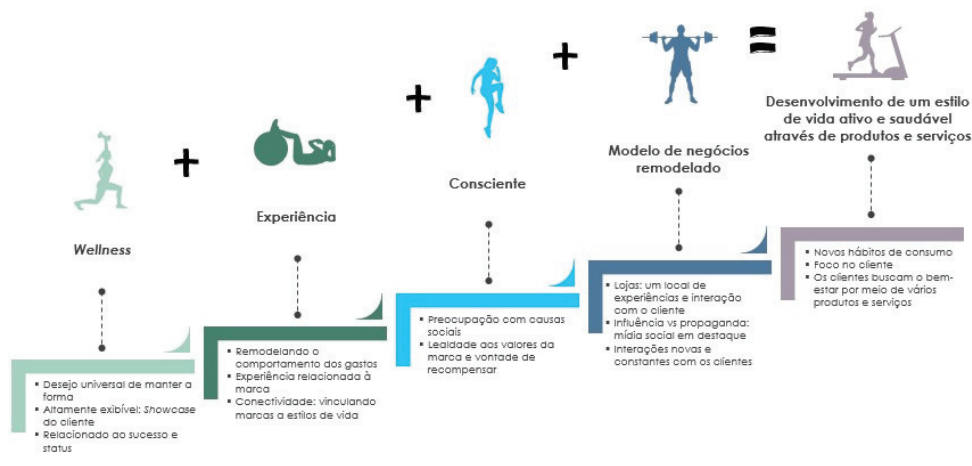 Wellness
▪ Desejo universal de manter a
forma
▪ Altamente exibível: Showcase
do cliente
▪ Relacionado ao sucesso e
status
+
Experiência
▪ Remodelando o
comportamento dos gastos
▪ Experiência relacionada à
marca
▪ Conectividade: vinculando
marcas a estilos de vida
+
Consciente
▪ Preocupação com causas
sociais
▪ Lealdade aos valores da
marca e vontade de
recompensar
+
Modelo de negócios
remodelado
▪ Lojas: um local de
experiências e interação
com o cliente
▪ Influência vs propaganda:
mídia social em destaque
▪ Interações novas e
constantes com os clientes
=
Desenvolvimento de um estilo
de vida ativo e saudável
através de produtos e serviços
▪ Novos hábitos de consumo
▪ Foco no cliente
▪ Os clientes buscam o bem-
estar por meio de vários
produtos e serviços